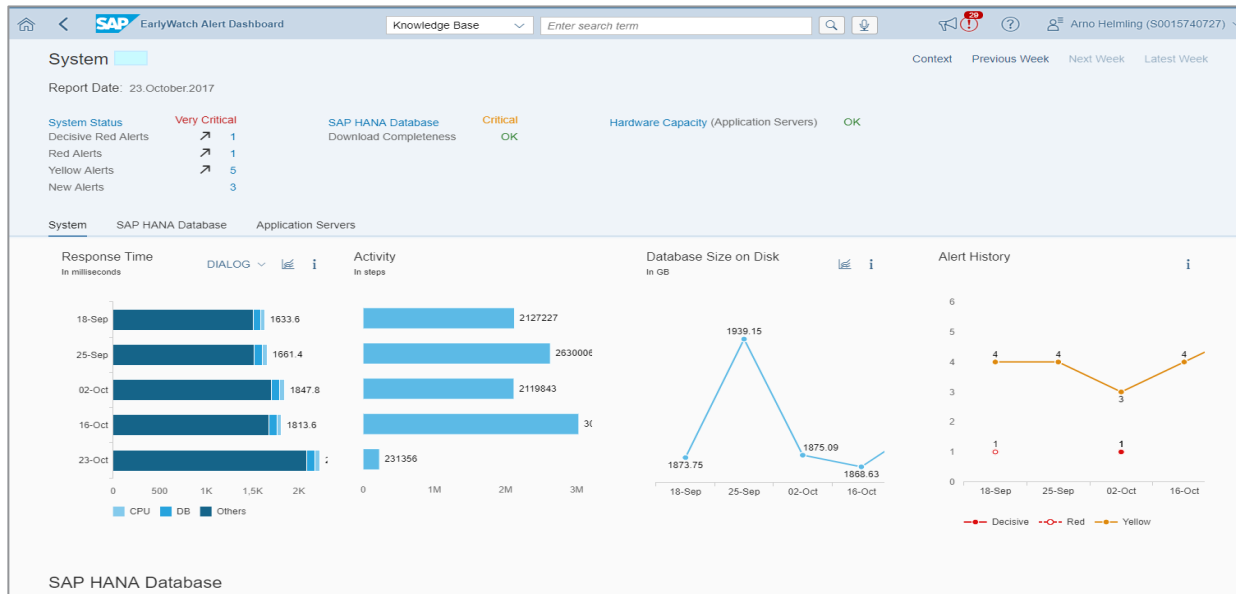 SAP EarlyWatch Alert Dashboard Knowledge Base Enter search term 29 Arno Helmling (S0015740727)
System Context Previous Week Next Week Latest Week
Report Date: 23.October.2017
System Status Very Critical SAP HANA Database Critical Hardware Capacity (Application Servers) OK
Decisive Red Alerts 1 Download Completeness OK
Red Alerts 1
Yellow Alerts 5
New Alerts 3
System SAP HANA Database Application Servers
Response Time
In milliseconds
DIALOG
18-Sep 1633.6
25-Sep 1661.4
02-Oct 1847.8
16-Oct 1813.6
23-Oct
0 500 1K 1,5K 2K
CPU DB Others
Activity
In steps
2127227
2630006
2119843
231356
0 1M 2M 3M
Database Size on Disk
In GB
1939.15
1873.75
1875.09
1868.63
18-Sep 25-Sep 02-Oct 16-Oct
Alert History
6
5
4
3
2
1
0
4 4 3 4
1 1
18-Sep 25-Sep 02-Oct 16-Oct
Decisive Red Yellow
SAP HANA Database